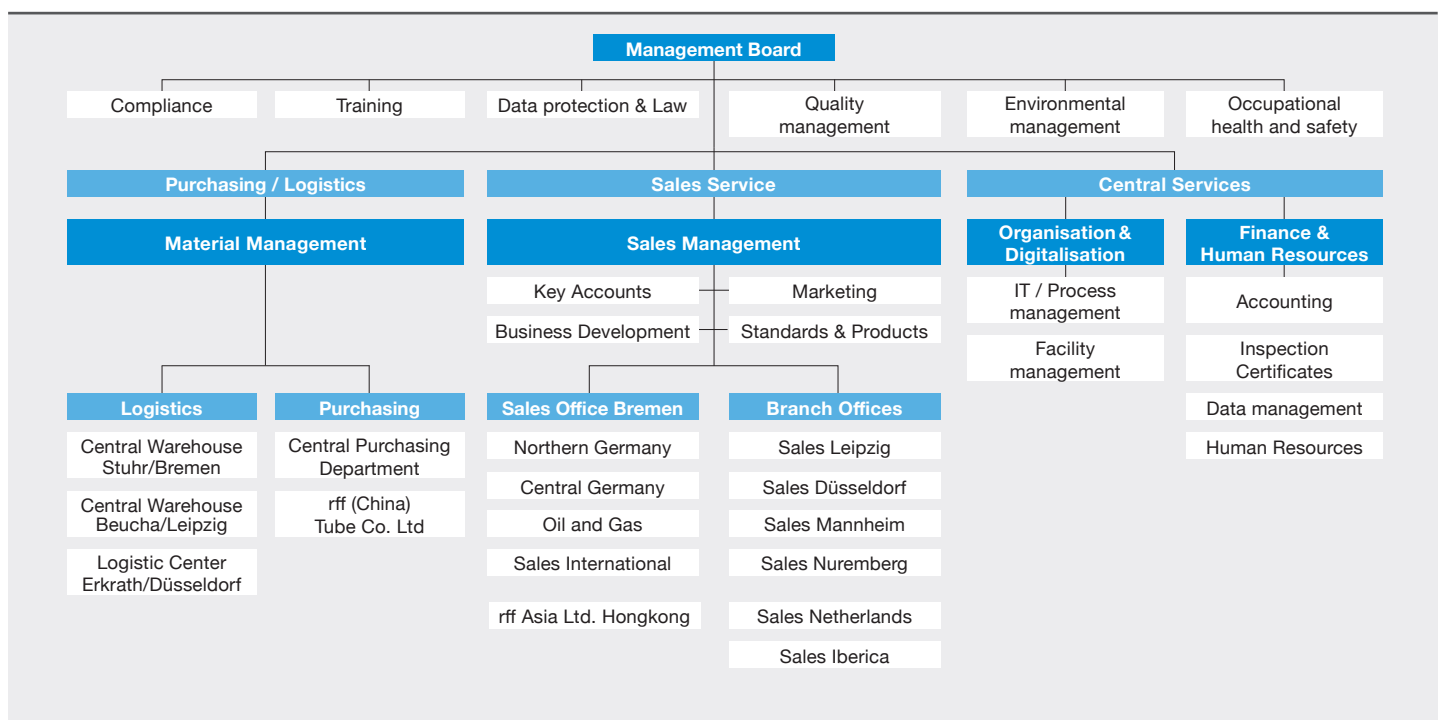 Management Board
Compliance
Training
Data protection & Law
Quality
management
Environmental
management
Occupational
health and safety
Purchasing / Logistics
Sales Service
Central Services
Material Management
Sales Management
Organisation &
Digitalisation
Finance &
Human Resources
Key Accounts
Marketing
Business Development
Standards & Products
IT / Process
management
Facility
management
Accounting
Inspection
Certificates
Data management
Human Resources
Logistics
Central Warehouse
Stuhr/Bremen
Central Warehouse
Beucha/Leipzig
Logistic Center
Erkrath/Düsseldorf
Purchasing
Central Purchasing
Department
rff (China)
Tube Co. Ltd
Sales Office Bremen
Northern Germany
Central Germany
Oil and Gas
Sales International
rff Asia Ltd. Hongkong
Branch Offices
Sales Leipzig
Sales Düsseldorf
Sales Mannheim
Sales Nuremberg
Sales Netherlands
Sales Iberica